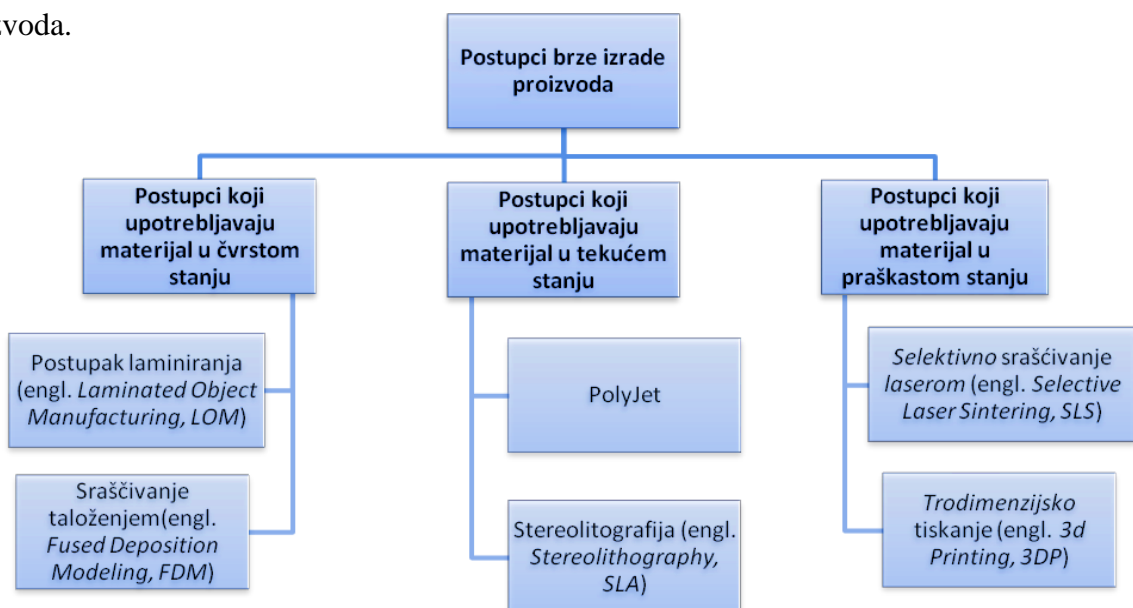 zvoda.
Postupci brze izrade
proizvoda
Postupci koji
upotrebljavaju
materijal u čvrstom
stanju
Postupak laminiranja
(engl. Laminated Object
Manufacturing, LOM)
Sraščivanje
taloženjem(engl.
Fused Deposition
Modeling, FDM)
Postupci koji
upotrebljavaju
materijal u tekućem
stanju
PolyJet
Stereolitografija (engl.
Stereolithography,
SLA)
Postupci koji
upotrebljavaju
materijal u
praškastom stanju
Selektivno srašćivanje
laserom (engl. Selective
Laser Sintering, SLS)
Trodimenzijsko
tiskanje (engl. 3d
Printing, 3DP)